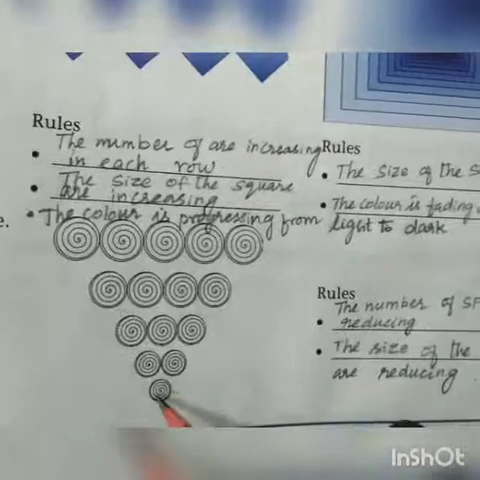 Rules
• The number of are increasing
in each row
• The size of the square
are increasing
• The colour is progressing from light to dark
Rules
• The size of the S
• The colour is fading
e.
Rules
The number of SP
• reducing
• The size of the
are reducing
InShOt